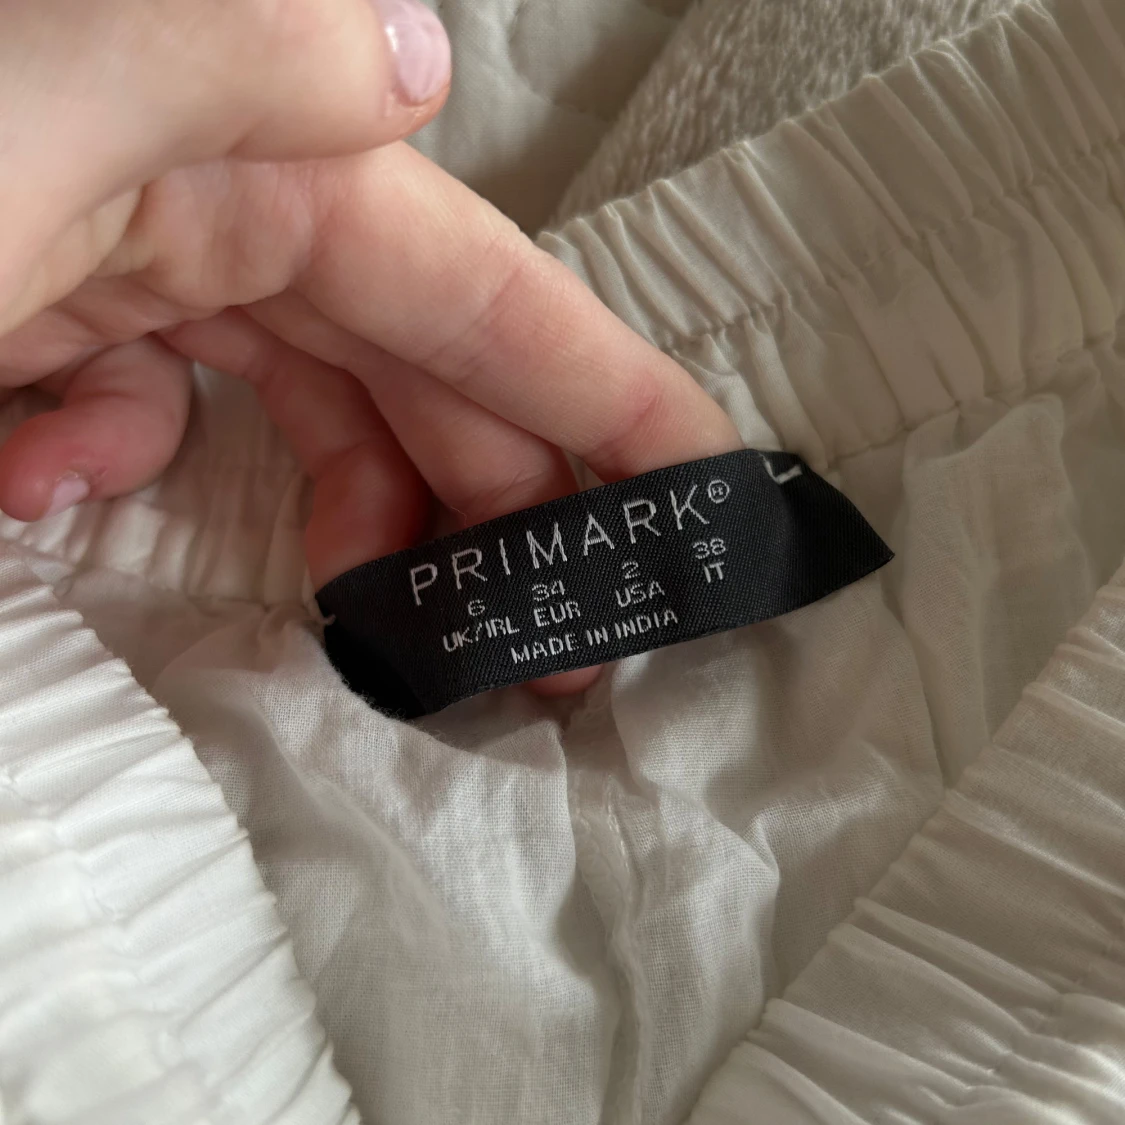 PRIMARK®
6 34 2 38
UK/IRL EUR USA IT
MADE IN INDIA